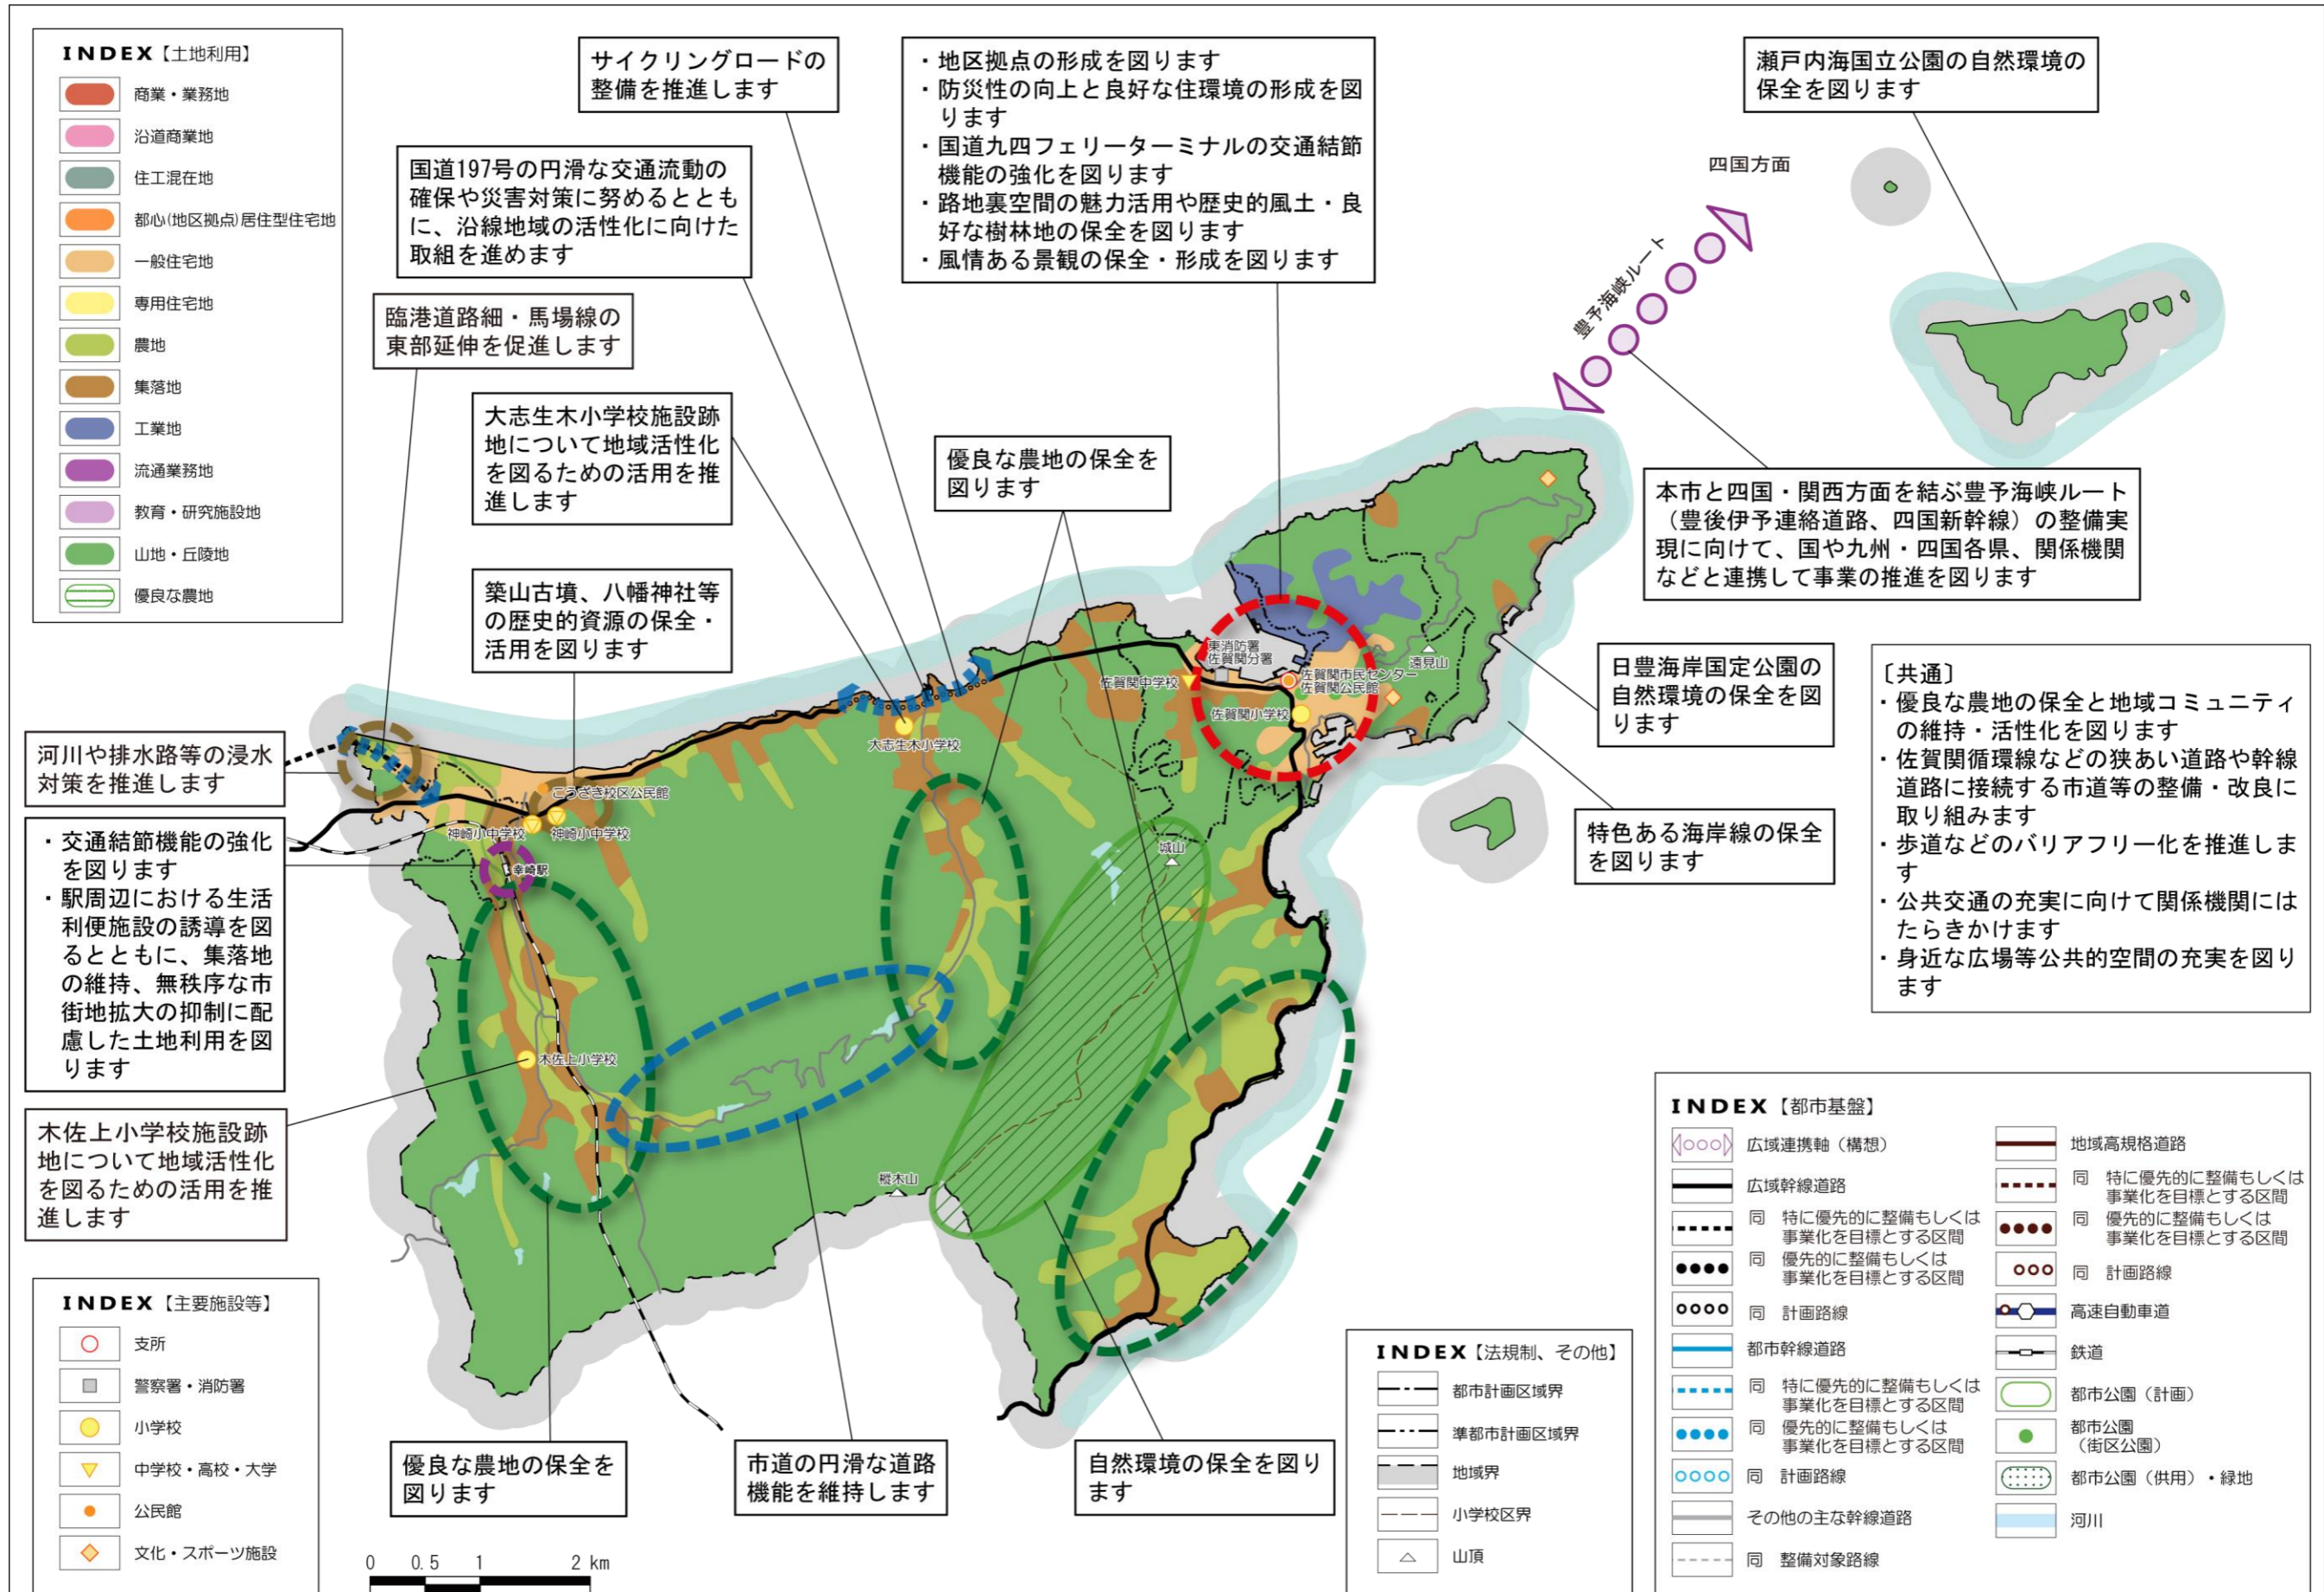 INDEX【土地利用】
商業・業務地
沿道商業地
住工混在地
都心(地区拠点)居住型住宅地
一般住宅地
専用住宅地
農地
集落地
工業地
流通業務地
教育・研究施設地
山地・丘陵地
優良な農地
サイクリングロードの
整備を推進します
国道197号の円滑な交通流動の
確保や災害対策に努めるととも
に、沿線地域の活性化に向けた
取組を進めます
臨港道路細・馬場線の
東部延伸を促進します
大志生木小学校施設跡
地について地域活性化
を図るための活用を推
進します
築山古墳、八幡神社等
の歴史的資源の保全・
活用を図ります
・地区拠点の形成を図ります
・防災性の向上と良好な住環境の形成を図
ります
・国道九四フェリーターミナルの交通結節
機能の強化を図ります
・路地裏空間の魅力活用や歴史的風土・良
好な樹林地の保全を図ります
・風情ある景観の保全・形成を図ります
優良な農地の保全を
図ります
瀬戸内海国立公園の自然環境の
保全を図ります
四国方面
豊予海峡ルート
本市と四国・関西方面を結ぶ豊予海峡ルート
（豊後伊予連絡道路、四国新幹線）の整備実
現に向けて、国や九州・四国各県、関係機関
などと連携して事業の推進を図ります
日豊海岸国定公園の
自然環境の保全を図
ります
特色ある海岸線の保全
を図ります
〔共通〕
・優良な農地の保全と地域コミュニティ
の維持・活性化を図ります
・佐賀関循環線などの狭あい道路や幹線
道路に接続する市道等の整備・改良に
取り組みます
・歩道などのバリアフリー化を推進しま
す
・公共交通の充実に向けて関係機関には
たらきかけます
・身近な広場等公共的空間の充実を図り
ます
東消防署
佐賀関分署
佐賀関中学校
佐賀関市民センター
佐賀関公民館
佐賀関小学校
遠見山
大志生木小学校
こうざき校区公民館
神崎小中学校
神崎小中学校
幸崎駅
城山
木佐上小学校
樅木山
河川や排水路等の浸水
対策を推進します
・交通結節機能の強化
を図ります
・駅周辺における生活
利便施設の誘導を図
るとともに、集落地
の維持、無秩序な市
街地拡大の抑制に配
慮した土地利用を図
ります
木佐上小学校施設跡
地について地域活性化
を図るための活用を推
進します
優良な農地の保全を
図ります
市道の円滑な道路
機能を維持します
自然環境の保全を図り
ます
INDEX【主要施設等】
支所
警察署・消防署
小学校
中学校・高校・大学
公民館
文化・スポーツ施設
0 0.5 1 2 km
INDEX【法規制、その他】
都市計画区域界
準都市計画区域界
地域界
小学校区界
山頂
INDEX【都市基盤】
広域連携軸（構想）
広域幹線道路
同 特に優先的に整備もしくは
事業化を目標とする区間
同 優先的に整備もしくは
事業化を目標とする区間
同 計画路線
都市幹線道路
同 特に優先的に整備もしくは
事業化を目標とする区間
同 優先的に整備もしくは
事業化を目標とする区間
同 計画路線
その他の主な幹線道路
同 整備対象路線
地域高規格道路
同 特に優先的に整備もしくは
事業化を目標とする区間
同 優先的に整備もしくは
事業化を目標とする区間
同 計画路線
高速自動車道
鉄道
都市公園（計画）
都市公園
（街区公園）
都市公園（供用）・緑地
河川